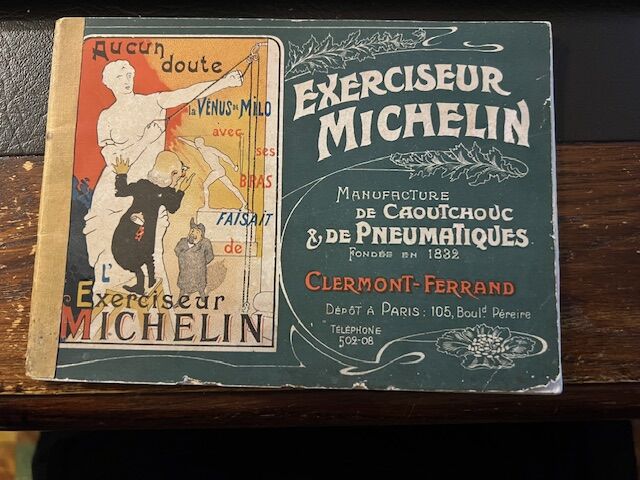 Aucun
doute
la VÉNUS DE MILO
avec
ses
BRAS
FAISAIT
de
L'
Exerciseur
MICHELIN
EXERCISEUR
MICHELIN
MANUFACTURE
DE CAOUTCHOUC
& DE PNEUMATIQUES
FONDÉE EN 1832
CLERMONT-FERRAND
DÉPÔT À PARIS : 105, Boulᵈ Péreire
TÉLÉPHONE
502-08